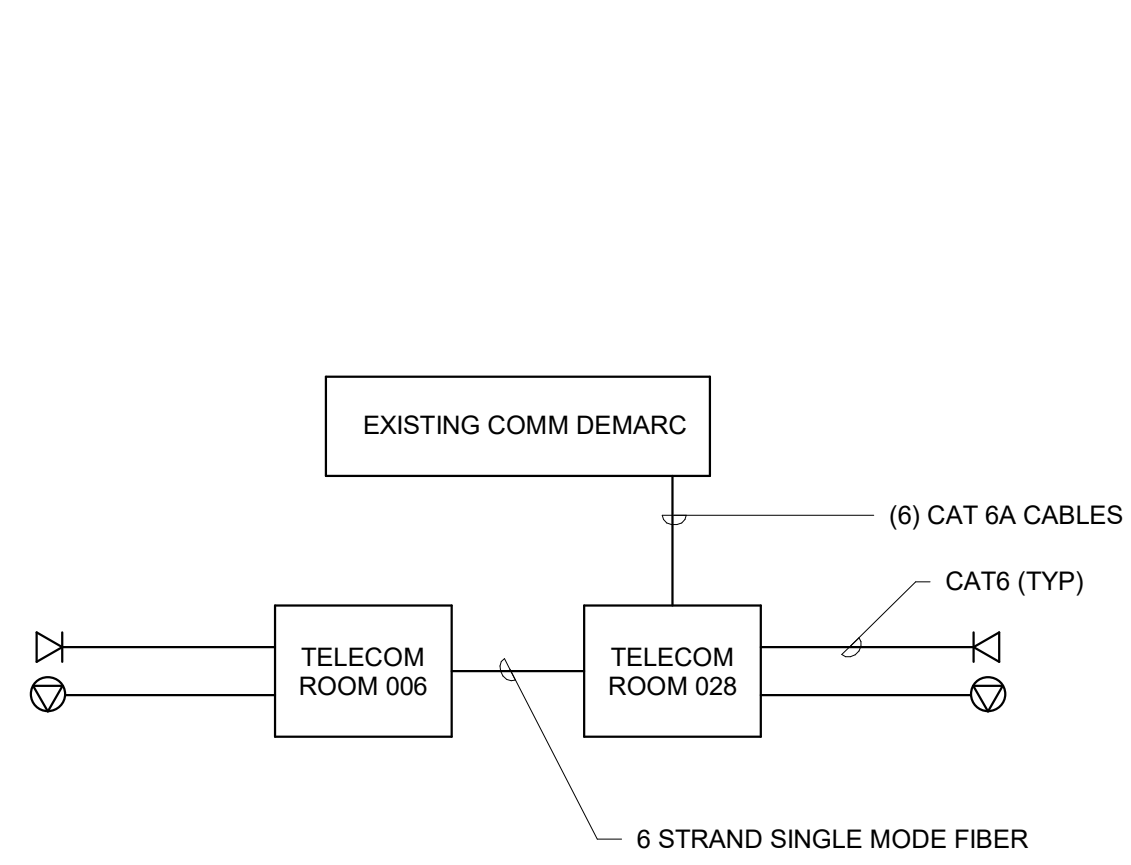 EXISTING COMM DEMARC
(6) CAT 6A CABLES
CAT6 (TYP)
TELECOM
ROOM 006
TELECOM
ROOM 028
6 STRAND SINGLE MODE FIBER